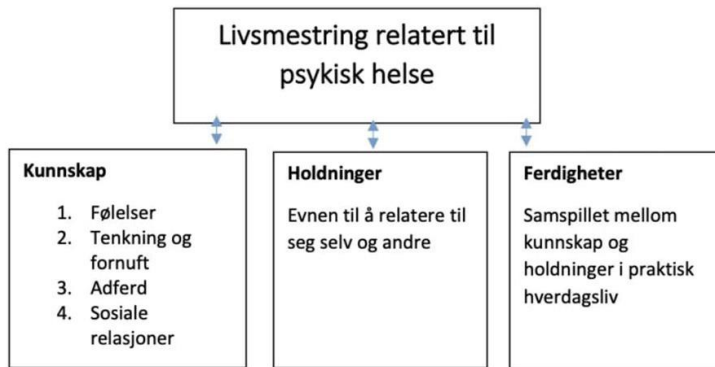 Livsmestring relatert til
psykisk helse
Kunnskap
1. Følelser
2. Tenkning og
fornuft
3. Adferd
4. Sosiale
relasjoner
Holdninger
Evnen til å relatere til
seg selv og andre
Ferdigheter
Samspillet mellom
kunnskap og
holdninger i praktisk
hverdagsliv